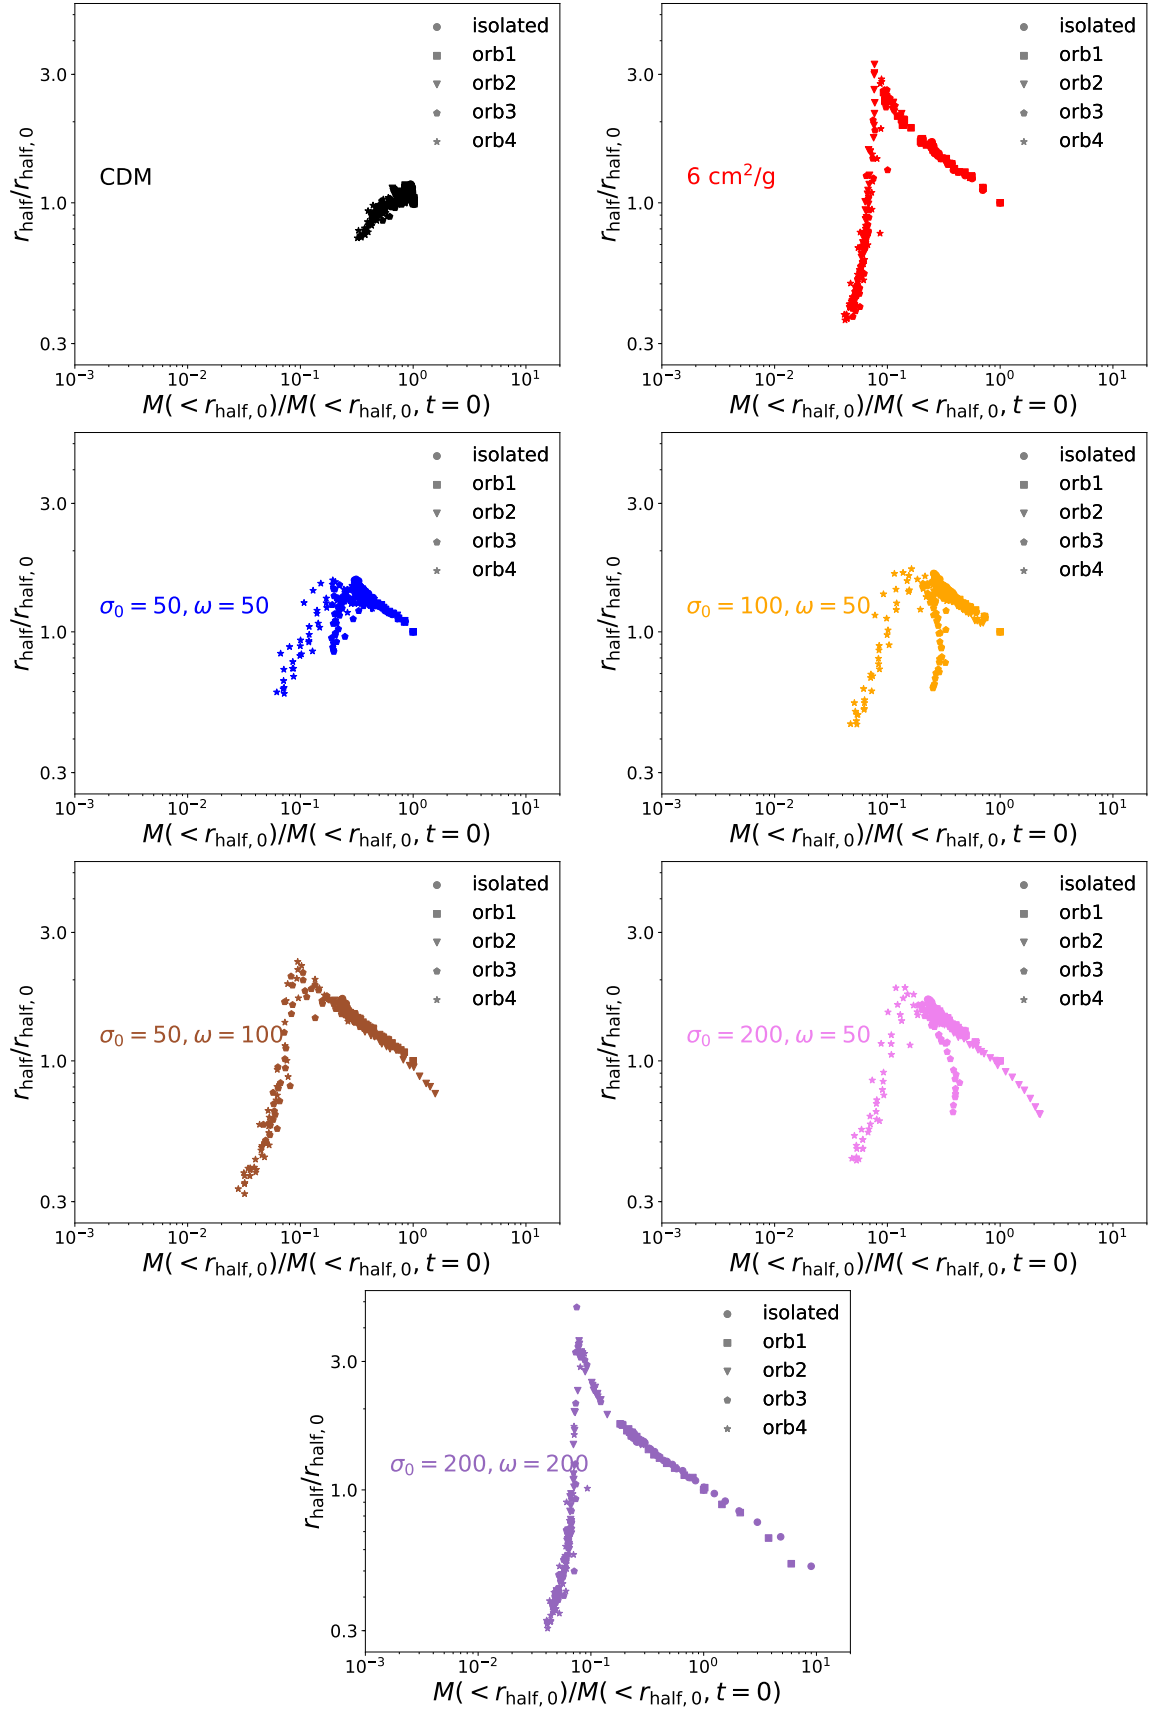 isolated
orb1
orb2
orb3
orb4
CDM
3.0
1.0
0.3
r_half/r_half, 0
10^−3 10^−2 10^−1 10^0 10^1
M(< r_half, 0)/M(< r_half, 0, t = 0)
isolated
orb1
orb2
orb3
orb4
6 cm²/g
3.0
1.0
0.3
r_half/r_half, 0
10^−3 10^−2 10^−1 10^0 10^1
M(< r_half, 0)/M(< r_half, 0, t = 0)
isolated
orb1
orb2
orb3
orb4
σ₀ = 50, ω = 50
3.0
1.0
0.3
r_half/r_half, 0
10^−3 10^−2 10^−1 10^0 10^1
M(< r_half, 0)/M(< r_half, 0, t = 0)
isolated
orb1
orb2
orb3
orb4
σ₀ = 100, ω = 50
3.0
1.0
0.3
r_half/r_half, 0
10^−3 10^−2 10^−1 10^0 10^1
M(< r_half, 0)/M(< r_half, 0, t = 0)
isolated
orb1
orb2
orb3
orb4
σ₀ = 50, ω = 100
3.0
1.0
0.3
r_half/r_half, 0
10^−3 10^−2 10^−1 10^0 10^1
M(< r_half, 0)/M(< r_half, 0, t = 0)
isolated
orb1
orb2
orb3
orb4
σ₀ = 200, ω = 50
3.0
1.0
0.3
r_half/r_half, 0
10^−3 10^−2 10^−1 10^0 10^1
M(< r_half, 0)/M(< r_half, 0, t = 0)
isolated
orb1
orb2
orb3
orb4
σ₀ = 200, ω = 200
3.0
1.0
0.3
r_half/r_half, 0
10^−3 10^−2 10^−1 10^0 10^1
M(< r_half, 0)/M(< r_half, 0, t = 0)